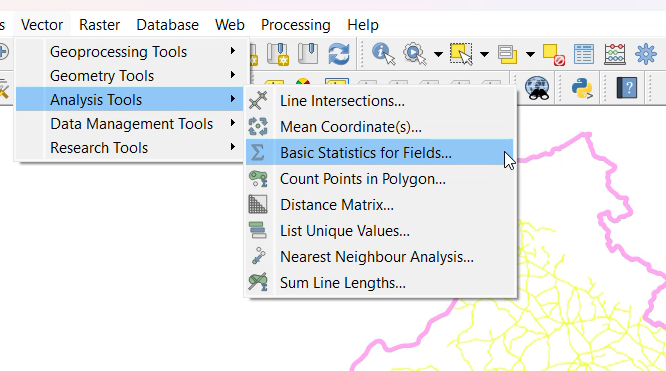 s Vector Raster Database Web Processing Help
Geoprocessing Tools
Geometry Tools
Analysis Tools
Data Management Tools
Research Tools
Line Intersections...
Mean Coordinate(s)...
Basic Statistics for Fields...
Count Points in Polygon...
Distance Matrix...
List Unique Values...
Nearest Neighbour Analysis...
Sum Line Lengths...